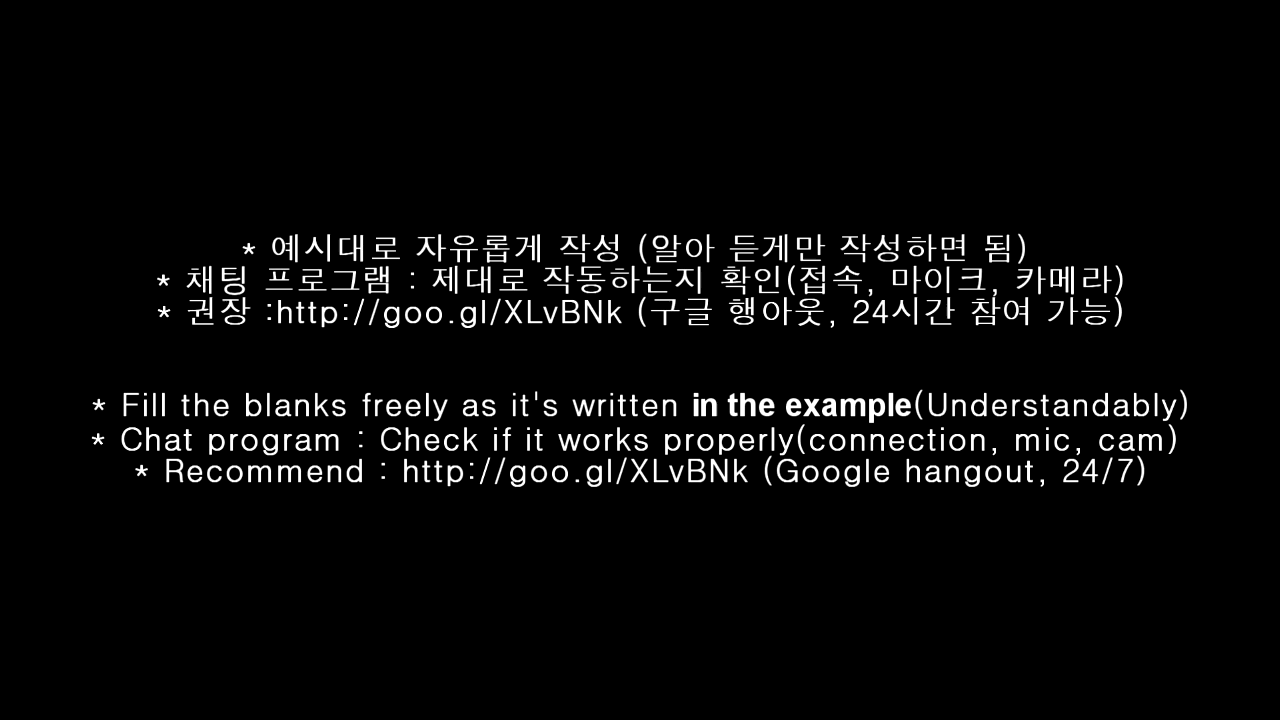 * 예시대로 자유롭게 작성 (알아 듣게만 작성하면 됨)
* 채팅 프로그램 : 제대로 작동하는지 확인(접속, 마이크, 카메라)
* 권장 :http://goo.gl/XLvBNk (구글 행아웃, 24시간 참여 가능)
* Fill the blanks freely as it's written in the example(Understandably)
* Chat program : Check if it works properly(connection, mic, cam)
* Recommend : http://goo.gl/XLvBNk (Google hangout, 24/7)